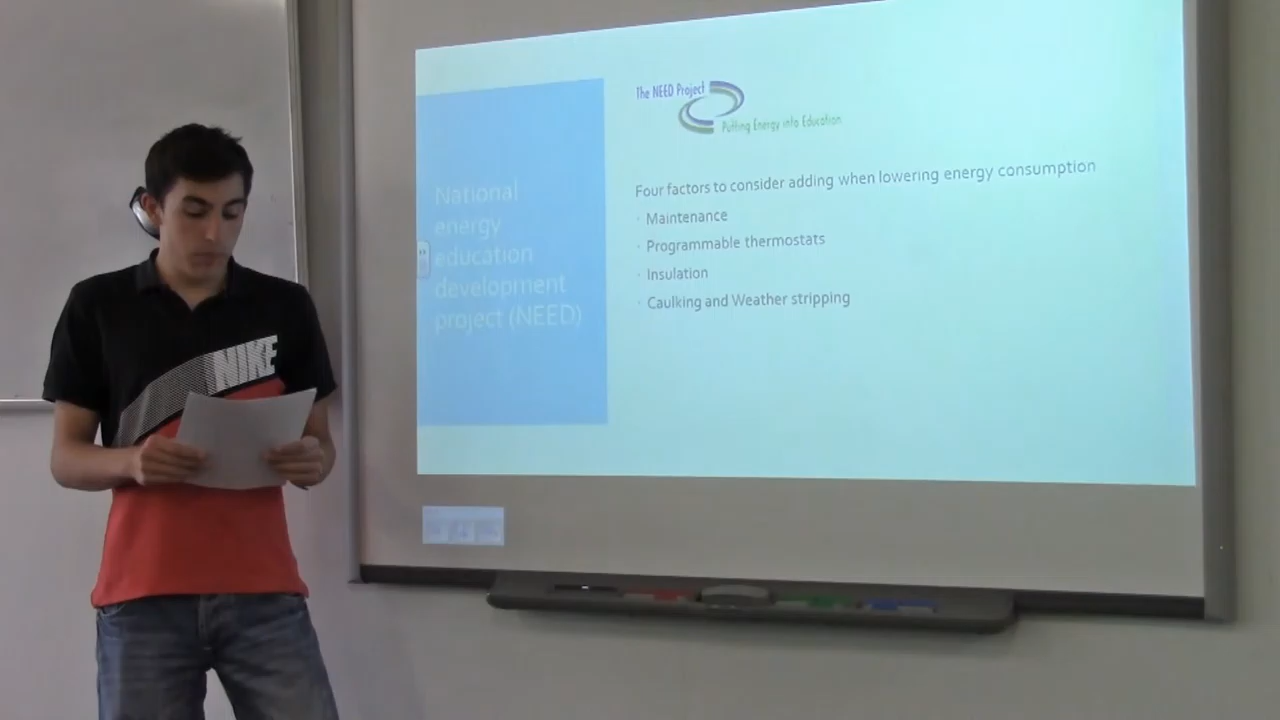 NIKE
National
energy
education
development
project (NEED)
The NEED Project
Putting Energy into Education
Four factors to consider adding when lowering energy consumption
· Maintenance
· Programmable thermostats
· Insulation
· Caulking and Weather stripping